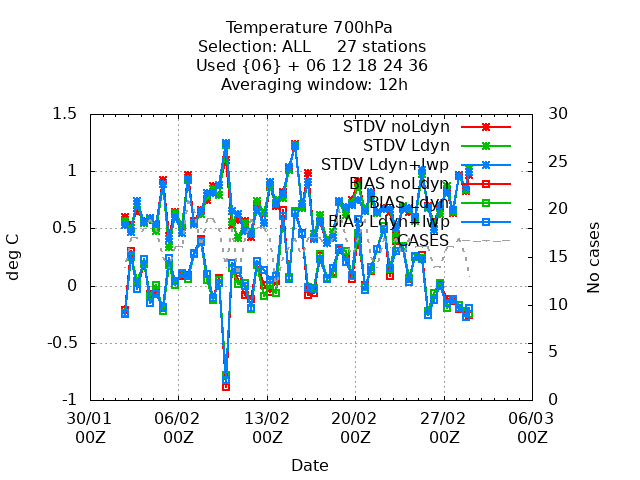 Temperature 700hPa
Selection: ALL 27 stations
Used {06} + 06 12 18 24 36
Averaging window: 12h
deg C
1.5
1
0.5
0
-0.5
-1
STDV noLdyn
STDV Ldyn
STDV Ldyn+lwp
BIAS noLdyn
BIAS Ldyn
BIAS Ldyn+lwp
CASES
30
25
20
15
10
5
0
No cases
30/01 06/02 13/02 20/02 27/02 06/03
00Z 00Z 00Z 00Z 00Z 00Z
Date